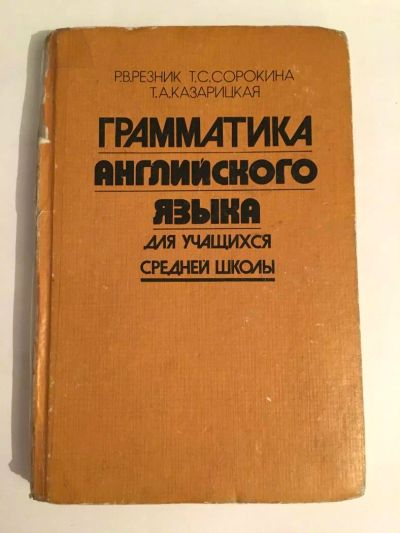 Р.В.РЕЗНИК Т.С.СОРОКИНА
Т.А.КАЗАРИЦКАЯ
ГРАММАТИКА
АНГЛИЙСКОГО
ЯЗЫКА
ДЛЯ УЧАЩИХСЯ
СРЕДНЕЙ ШКОЛЫ